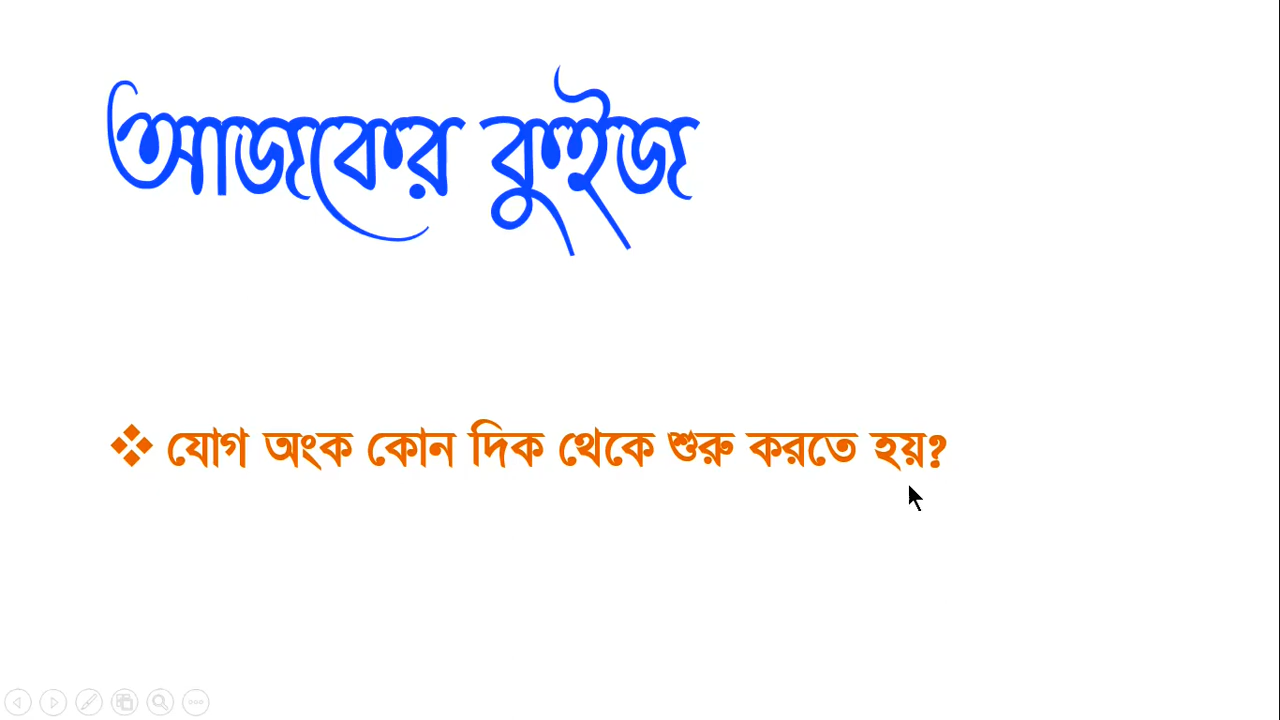 আজকের কুইজ
❖ যোগ অংক কোন দিক থেকে শুরু করতে হয়?